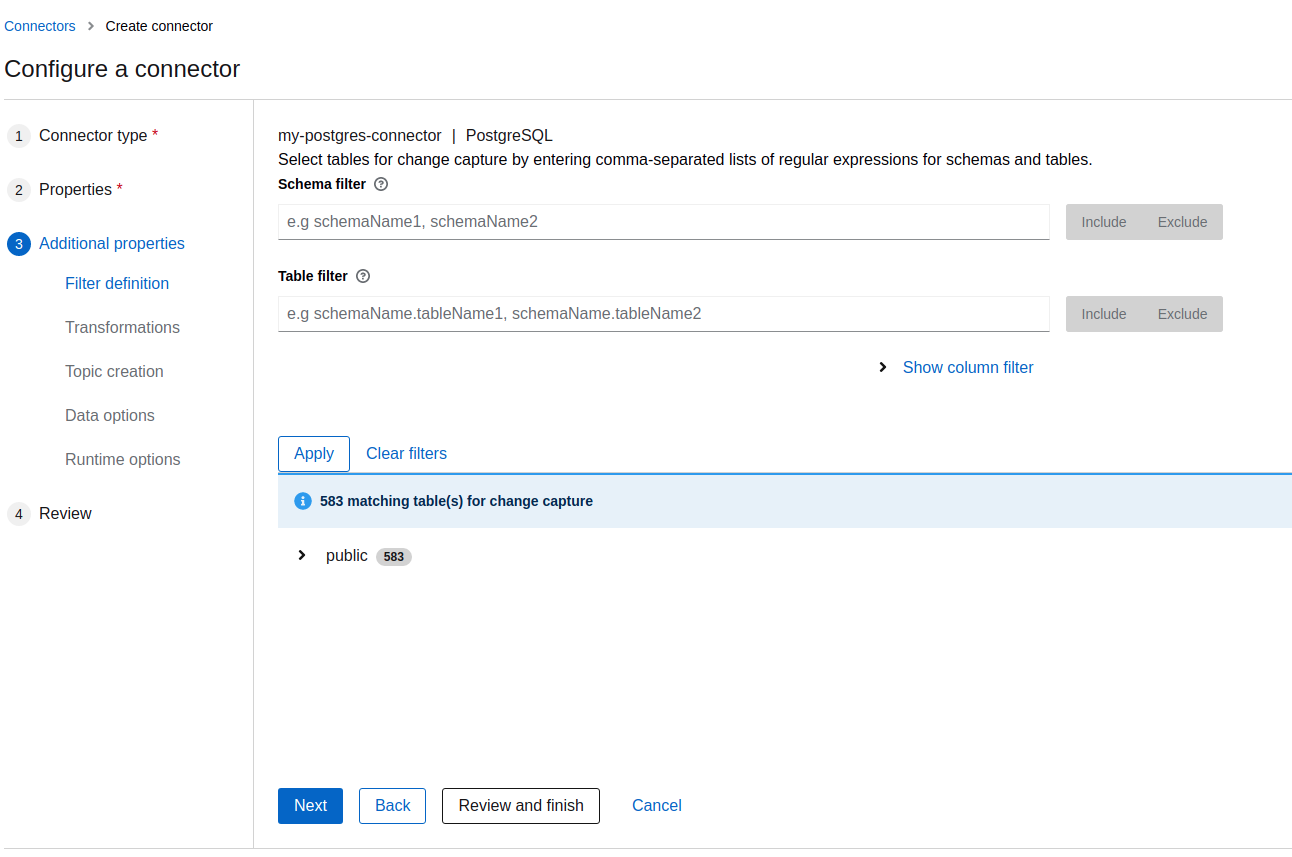 Connectors > Create connector
Configure a connector
1 Connector type *
2 Properties *
3 Additional properties
Filter definition
Transformations
Topic creation
Data options
Runtime options
4 Review
my-postgres-connector | PostgreSQL
Select tables for change capture by entering comma-separated lists of regular expressions for schemas and tables.
Schema filter ?
e.g schemaName1, schemaName2
Include Exclude
Table filter ?
e.g schemaName.tableName1, schemaName.tableName2
Include Exclude
> Show column filter
Apply Clear filters
i 583 matching table(s) for change capture
> public 583
Next Back Review and finish Cancel